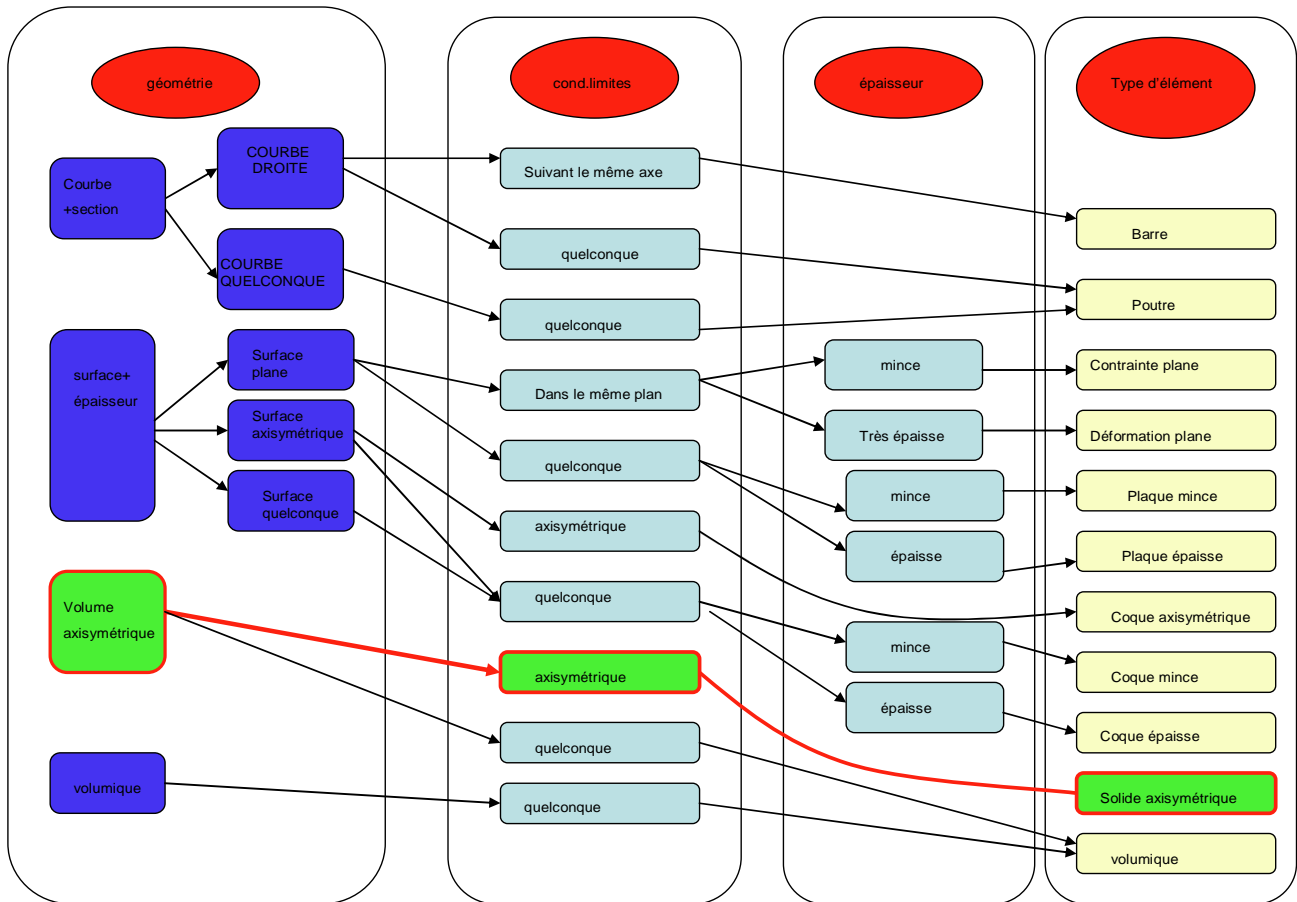 géométrie
cond.limites
épaisseur
Type d'élément
Courbe
+section
COURBE
DROITE
COURBE
QUELCONQUE
surface+
épaisseur
Surface
plane
Surface
axisymétrique
Surface
quelconque
Volume
axisymétrique
volumique
Suivant le même axe
quelconque
quelconque
Dans le même plan
quelconque
axisymétrique
quelconque
axisymétrique
quelconque
quelconque
mince
Très épaisse
mince
épaisse
mince
épaisse
Barre
Poutre
Contrainte plane
Déformation plane
Plaque mince
Plaque épaisse
Coque axisymétrique
Coque mince
Coque épaisse
Solide axisymétrique
volumique